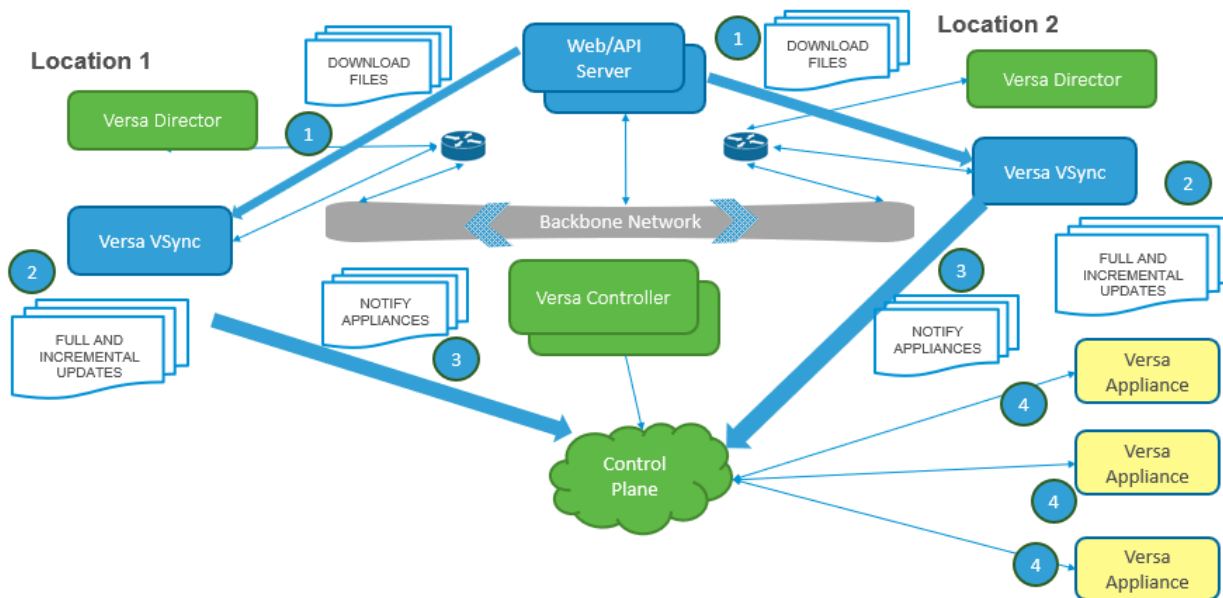 Location 1
DOWNLOAD
FILES
Web/API
Server
1
DOWNLOAD
FILES
Location 2
Versa Director
1
Versa Director
Versa VSync
Versa VSync
2
Backbone Network
2
FULL AND
INCREMENTAL
UPDATES
NOTIFY
APPLIANCES
3
Versa Controller
3
NOTIFY
APPLIANCES
FULL AND
INCREMENTAL
UPDATES
Control
Plane
4
Versa
Appliance
4
Versa
Appliance
4
Versa
Appliance